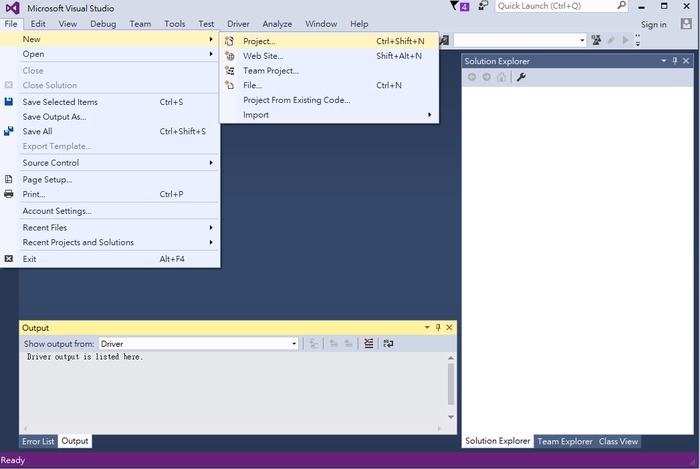 Microsoft Visual Studio
4
Quick Launch (Ctrl+Q)
File Edit View Debug Team Tools Test Driver Analyze Window Help
Sign in
New
Open
Close
Close Solution
Save Selected Items Ctrl+S
Save Output As...
Save All Ctrl+Shift+S
Export Template...
Source Control
Page Setup...
Print... Ctrl+P
Account Settings...
Recent Files
Recent Projects and Solutions
Exit Alt+F4
Project... Ctrl+Shift+N
Web Site... Shift+Alt+N
Team Project...
File... Ctrl+N
Project From Existing Code...
Import
Solution Explorer
Output
Show output from: Driver
Driver output is listed here.
Error List Output
Solution Explorer Team Explorer Class View
Ready